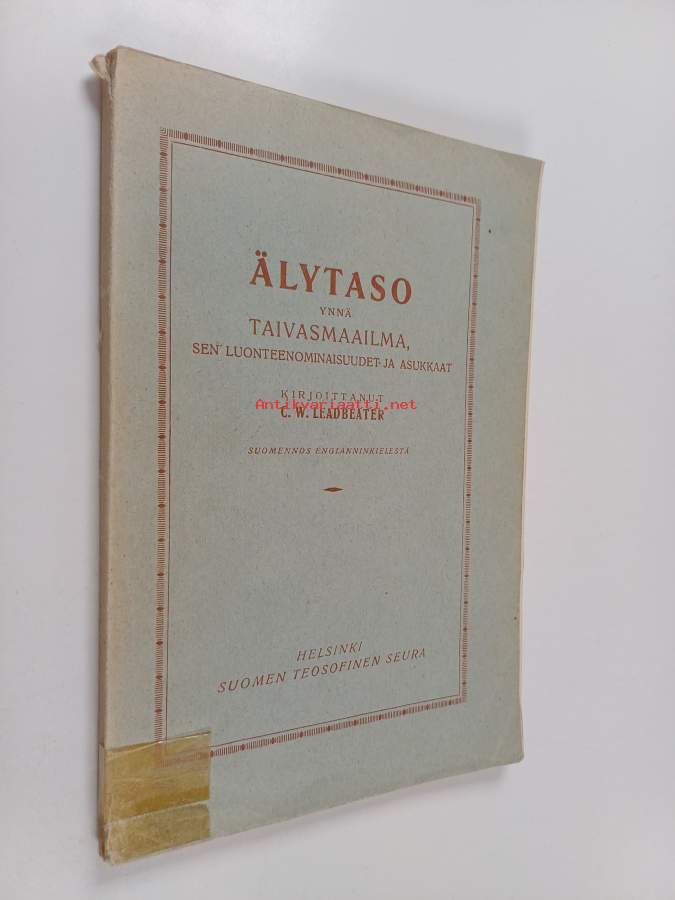 ÄLYTASO
YNNÄ
TAIVASMAAILMA,
SEN LUONTEENOMINAISUUDET JA ASUKKAAT
KIRJOITTANUT
Antikvariaatti.net
C. W. LEADBEATER
SUOMENNOS ENGLANNINKIELESTÄ
HELSINKI
SUOMEN TEOSOFINEN SEURA